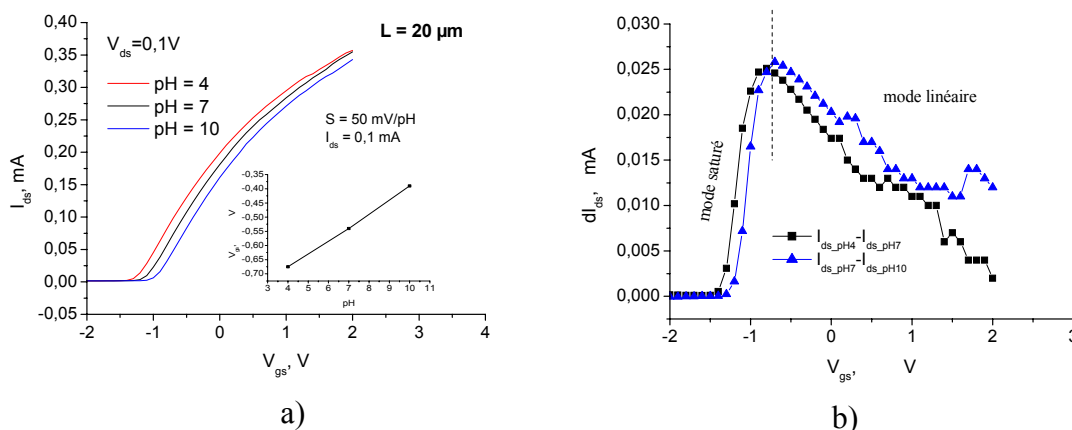 L = 20 µm
V_ds=0,1V
pH = 4
pH = 7
pH = 10
S = 50 mV/pH
I_ds = 0,1 mA
I_ds, mA
0,40
0,35
0,30
0,25
0,20
0,15
0,10
0,05
0,00
-0,05
-2 -1 0 1 2 3 4
V_gs, V
V_gs, V
-0,35
-0,40
-0,45
-0,50
-0,55
-0,60
-0,65
-0,70
3 4 5 6 7 8 9 10 11
pH
a)
b)
dI_ds, mA
0,030
0,025
0,020
0,015
0,010
0,005
0,000
mode saturé
mode linéaire
I_ds_pH4-I_ds_pH7
I_ds_pH7-I_ds_pH10
-2 -1 0 1 2 3
V_gs, V